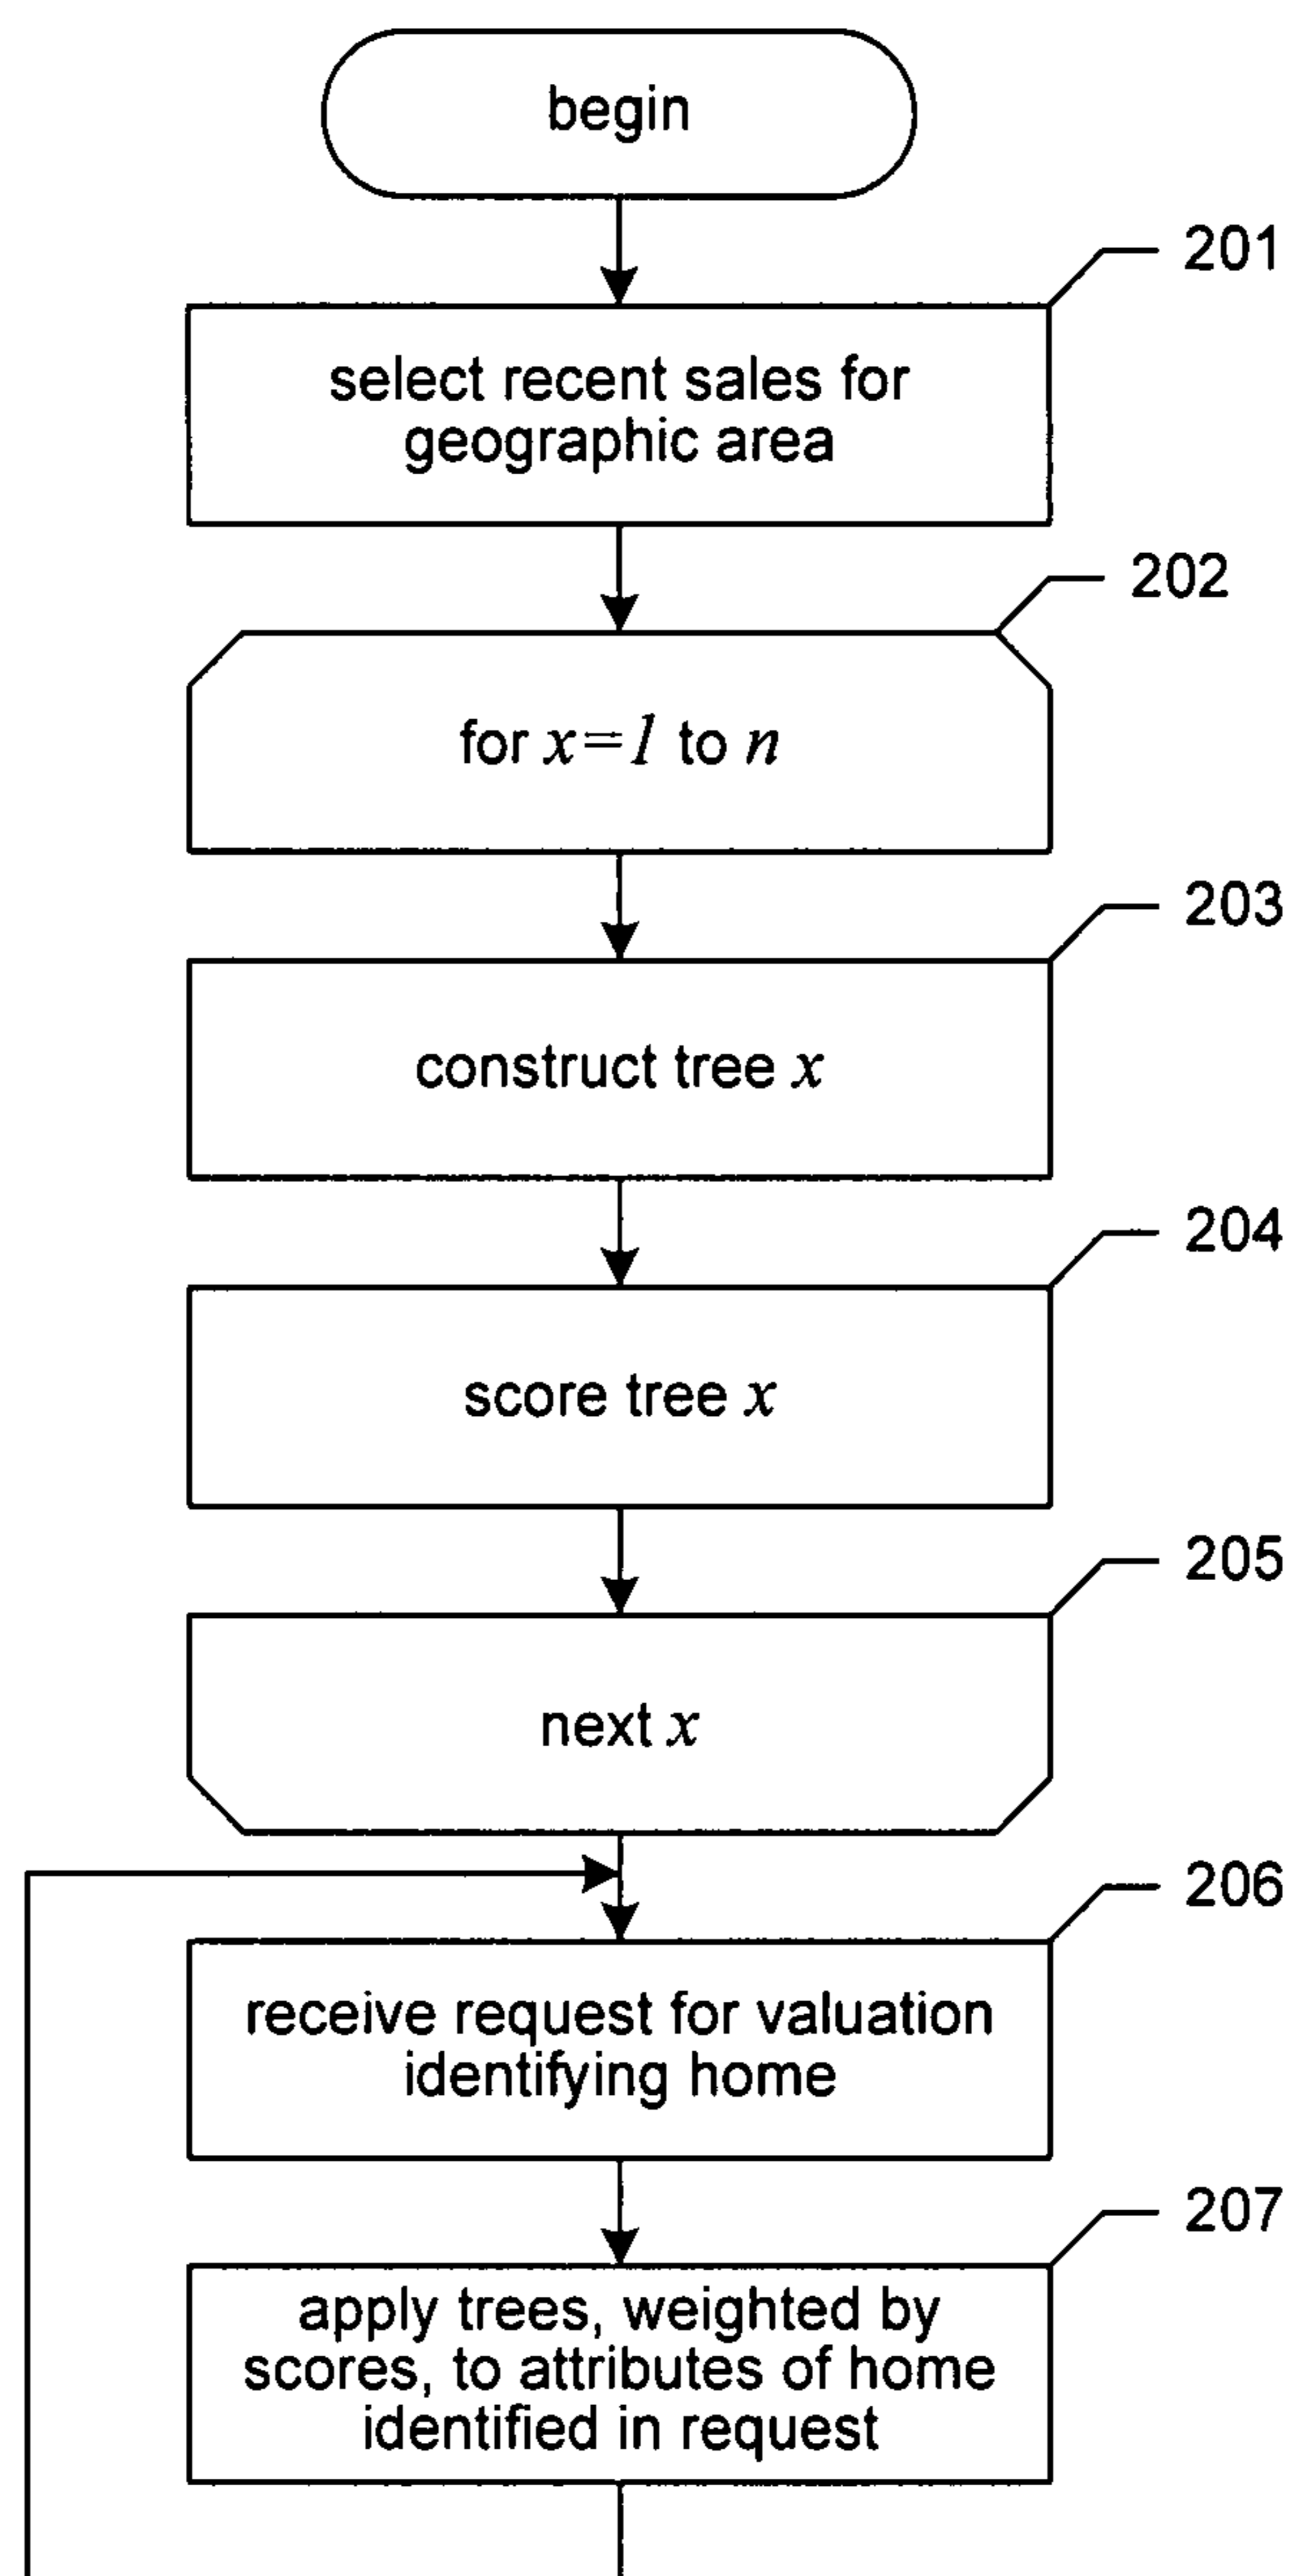 begin
201
select recent sales for
geographic area
202
for x=1 to n
203
construct tree x
204
score tree x
205
next x
206
receive request for valuation
identifying home
207
apply trees, weighted by
scores, to attributes of home
identified in request